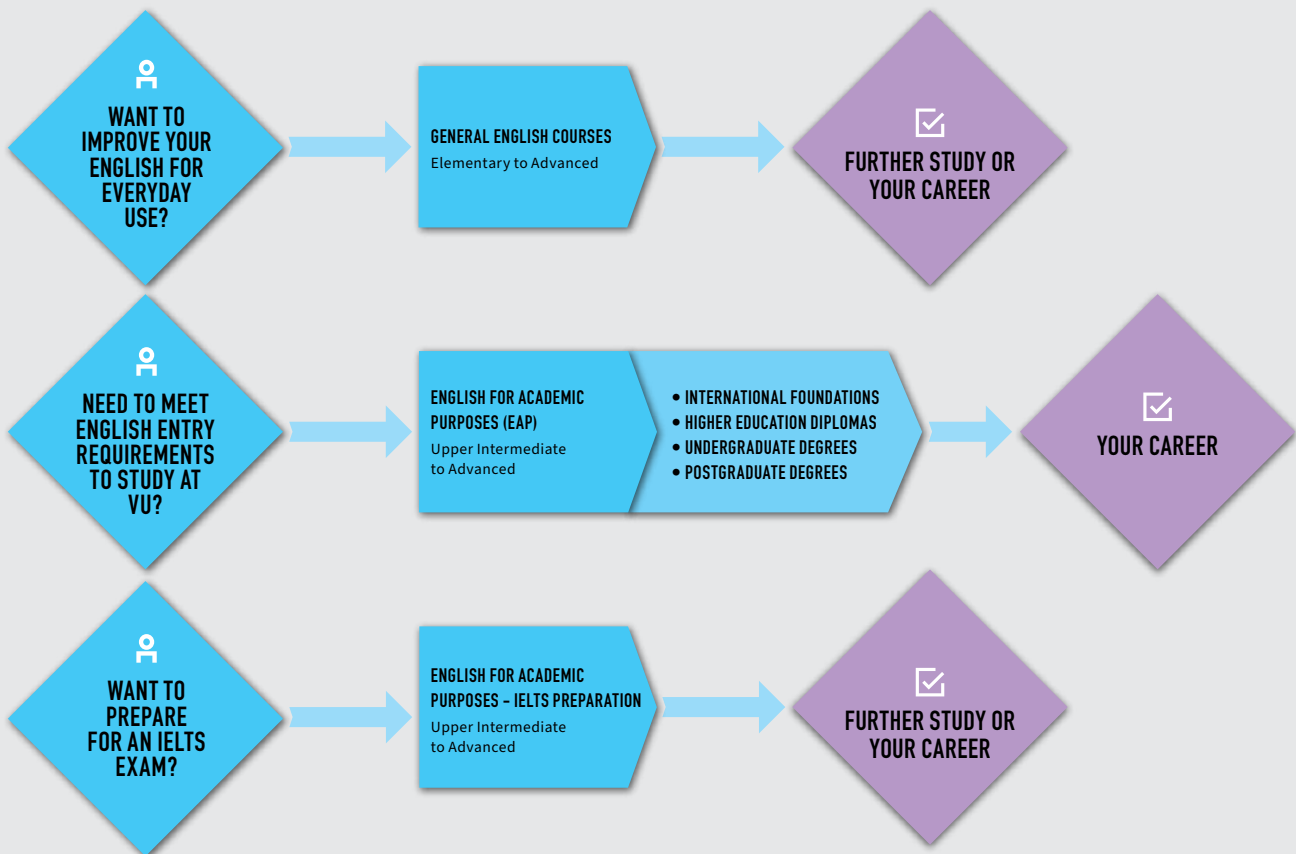 WANT TO
IMPROVE YOUR
ENGLISH FOR
EVERYDAY
USE?
GENERAL ENGLISH COURSES
Elementary to Advanced
FURTHER STUDY OR
YOUR CAREER
NEED TO MEET
ENGLISH ENTRY
REQUIREMENTS
TO STUDY AT
VU?
ENGLISH FOR ACADEMIC
PURPOSES (EAP)
Upper Intermediate
to Advanced
• INTERNATIONAL FOUNDATIONS
• HIGHER EDUCATION DIPLOMAS
• UNDERGRADUATE DEGREES
• POSTGRADUATE DEGREES
YOUR CAREER
WANT TO
PREPARE
FOR AN IELTS
EXAM?
ENGLISH FOR ACADEMIC
PURPOSES – IELTS PREPARATION
Upper Intermediate
to Advanced
FURTHER STUDY OR
YOUR CAREER